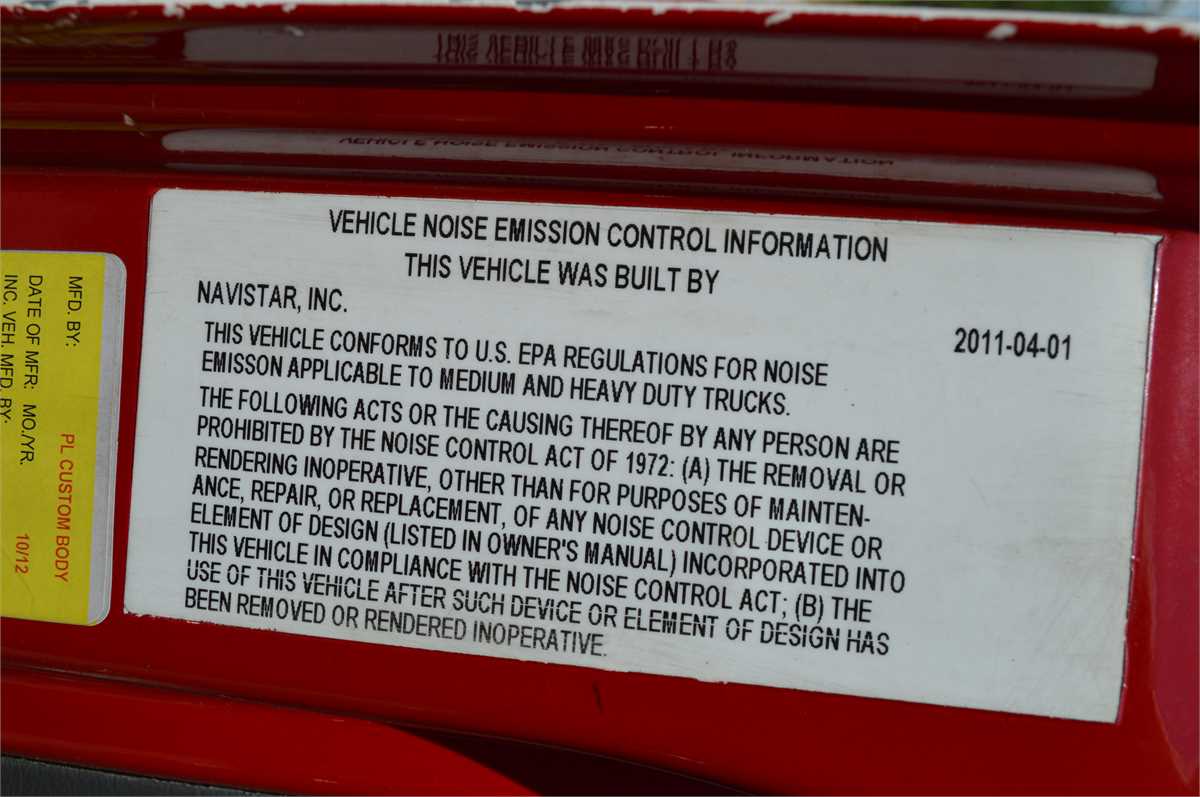 VEHICLE NOISE EMISSION CONTROL INFORMATION
THIS VEHICLE WAS BUILT BY
NAVISTAR, INC.
2011-04-01
THIS VEHICLE CONFORMS TO U.S. EPA REGULATIONS FOR NOISE
EMISSON APPLICABLE TO MEDIUM AND HEAVY DUTY TRUCKS.
THE FOLLOWING ACTS OR THE CAUSING THEREOF BY ANY PERSON ARE
PROHIBITED BY THE NOISE CONTROL ACT OF 1972: (A) THE REMOVAL OR
RENDERING INOPERATIVE, OTHER THAN FOR PURPOSES OF MAINTEN-
ANCE, REPAIR, OR REPLACEMENT, OF ANY NOISE CONTROL DEVICE OR
ELEMENT OF DESIGN (LISTED IN OWNER'S MANUAL) INCORPORATED INTO
THIS VEHICLE IN COMPLIANCE WITH THE NOISE CONTROL ACT; (B) THE
USE OF THIS VEHICLE AFTER SUCH DEVICE OR ELEMENT OF DESIGN HAS
BEEN REMOVED OR RENDERED INOPERATIVE.
MFD. BY: PL CUSTOM BODY
DATE OF MFR: MO./YR. 10/12
INC. VEH. MFD. BY: